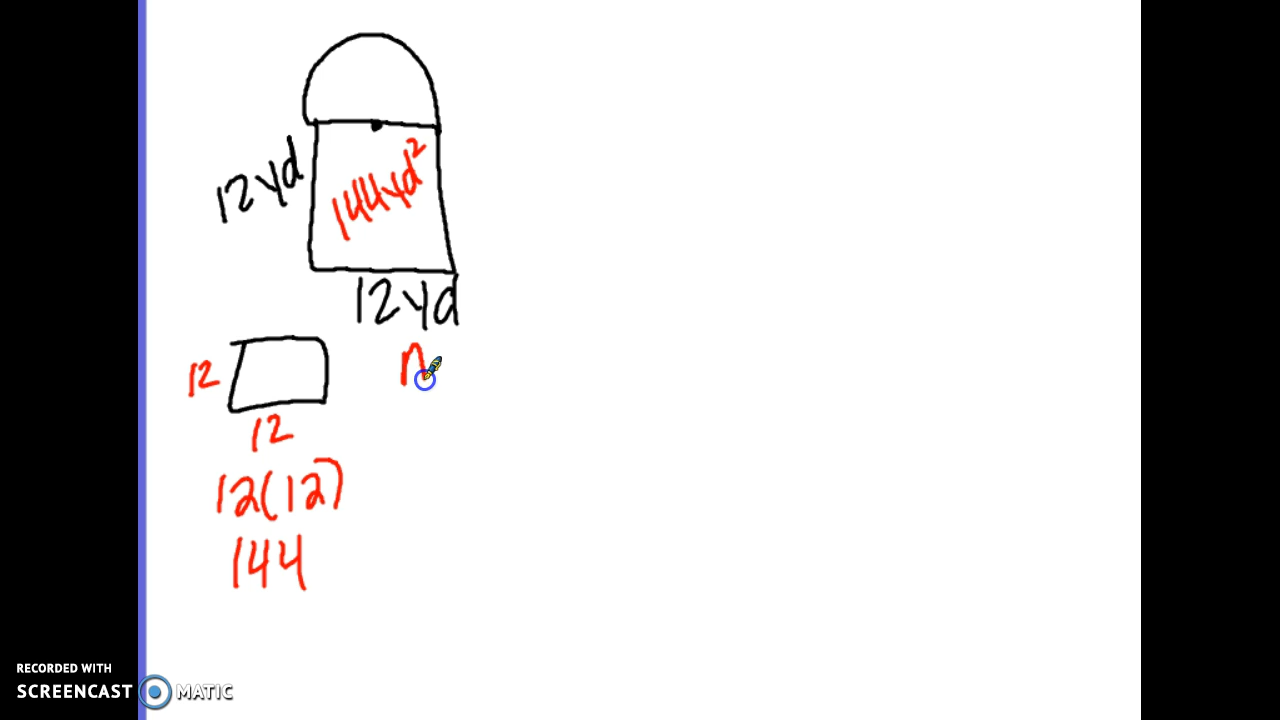 12yd
144yd²
12yd
12
12
12(12)
144
RECORDED WITH
SCREENCAST MATIC